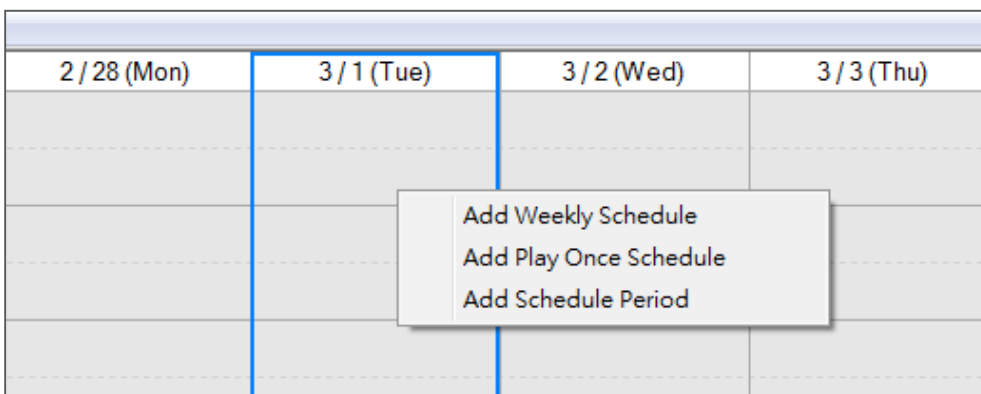 2 / 28 (Mon) 3 / 1 (Tue) 3 / 2 (Wed) 3 / 3 (Thu)
Add Weekly Schedule
Add Play Once Schedule
Add Schedule Period